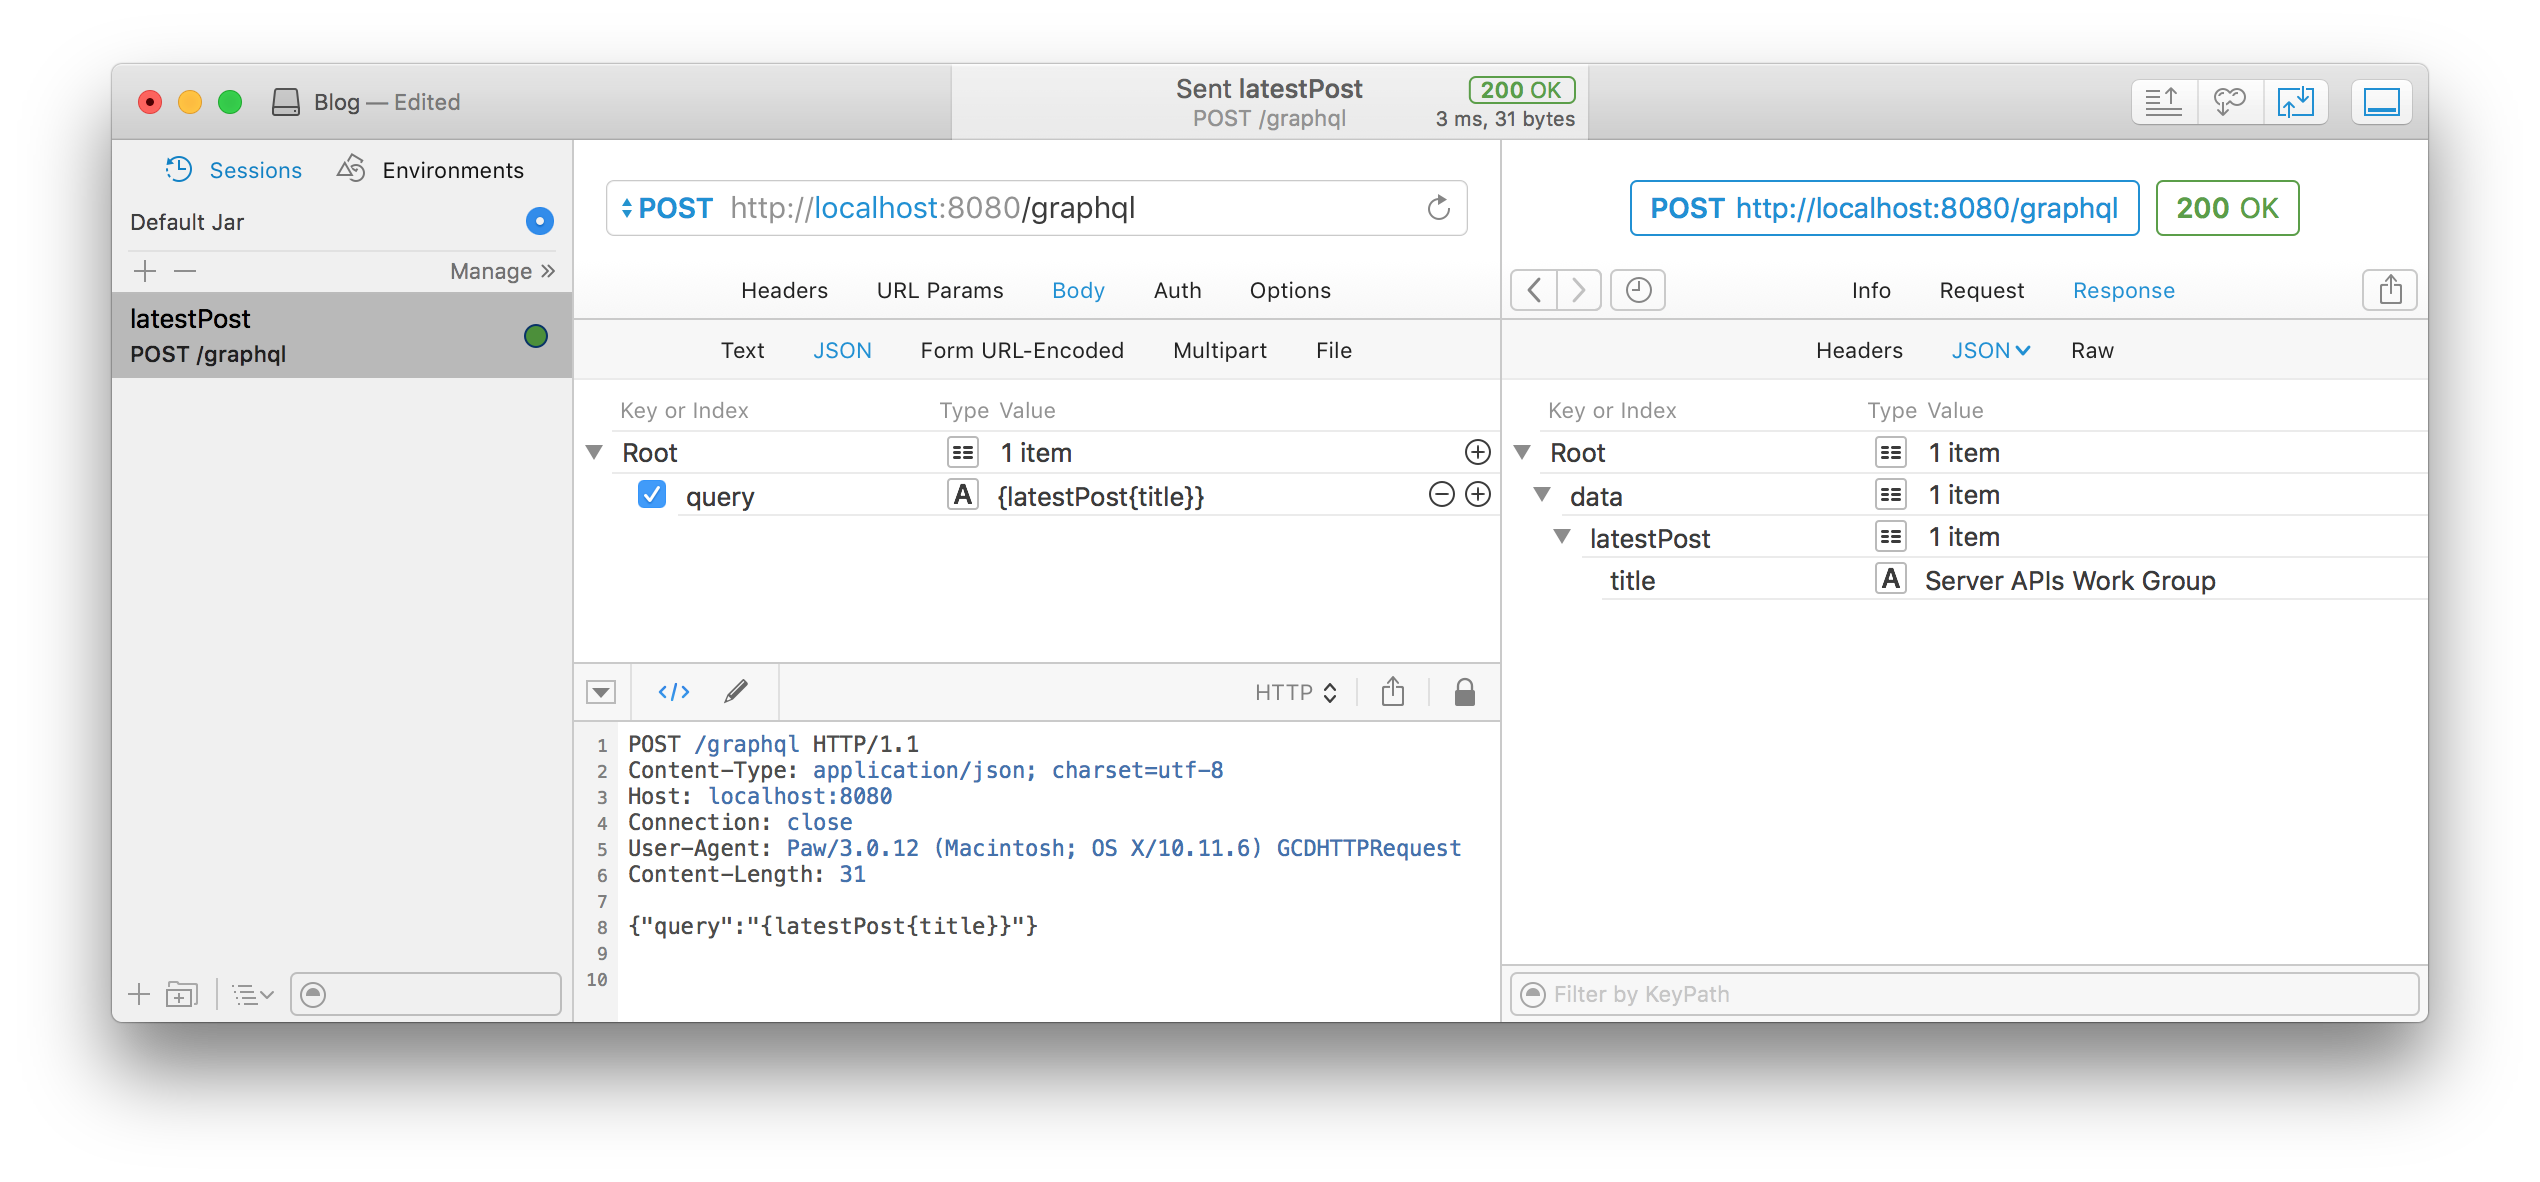 Blog — Edited
Sent latestPost
200 OK
POST /graphql
3 ms, 31 bytes
Sessions
Environments
Default Jar
Manage »
latestPost
POST /graphql
POST http://localhost:8080/graphql
Headers URL Params Body Auth Options
Text JSON Form URL-Encoded Multipart File
Key or Index Type Value
Root 1 item
query A {latestPost{title}}
</> HTTP
1 POST /graphql HTTP/1.1
2 Content-Type: application/json; charset=utf-8
3 Host: localhost:8080
4 Connection: close
5 User-Agent: Paw/3.0.12 (Macintosh; OS X/10.11.6) GCDHTTPRequest
6 Content-Length: 31
7
8 {"query":"{latestPost{title}}"}
9
10
POST http://localhost:8080/graphql 200 OK
Info Request Response
Headers JSON Raw
Key or Index Type Value
Root 1 item
data 1 item
latestPost 1 item
title A Server APIs Work Group
Filter by KeyPath